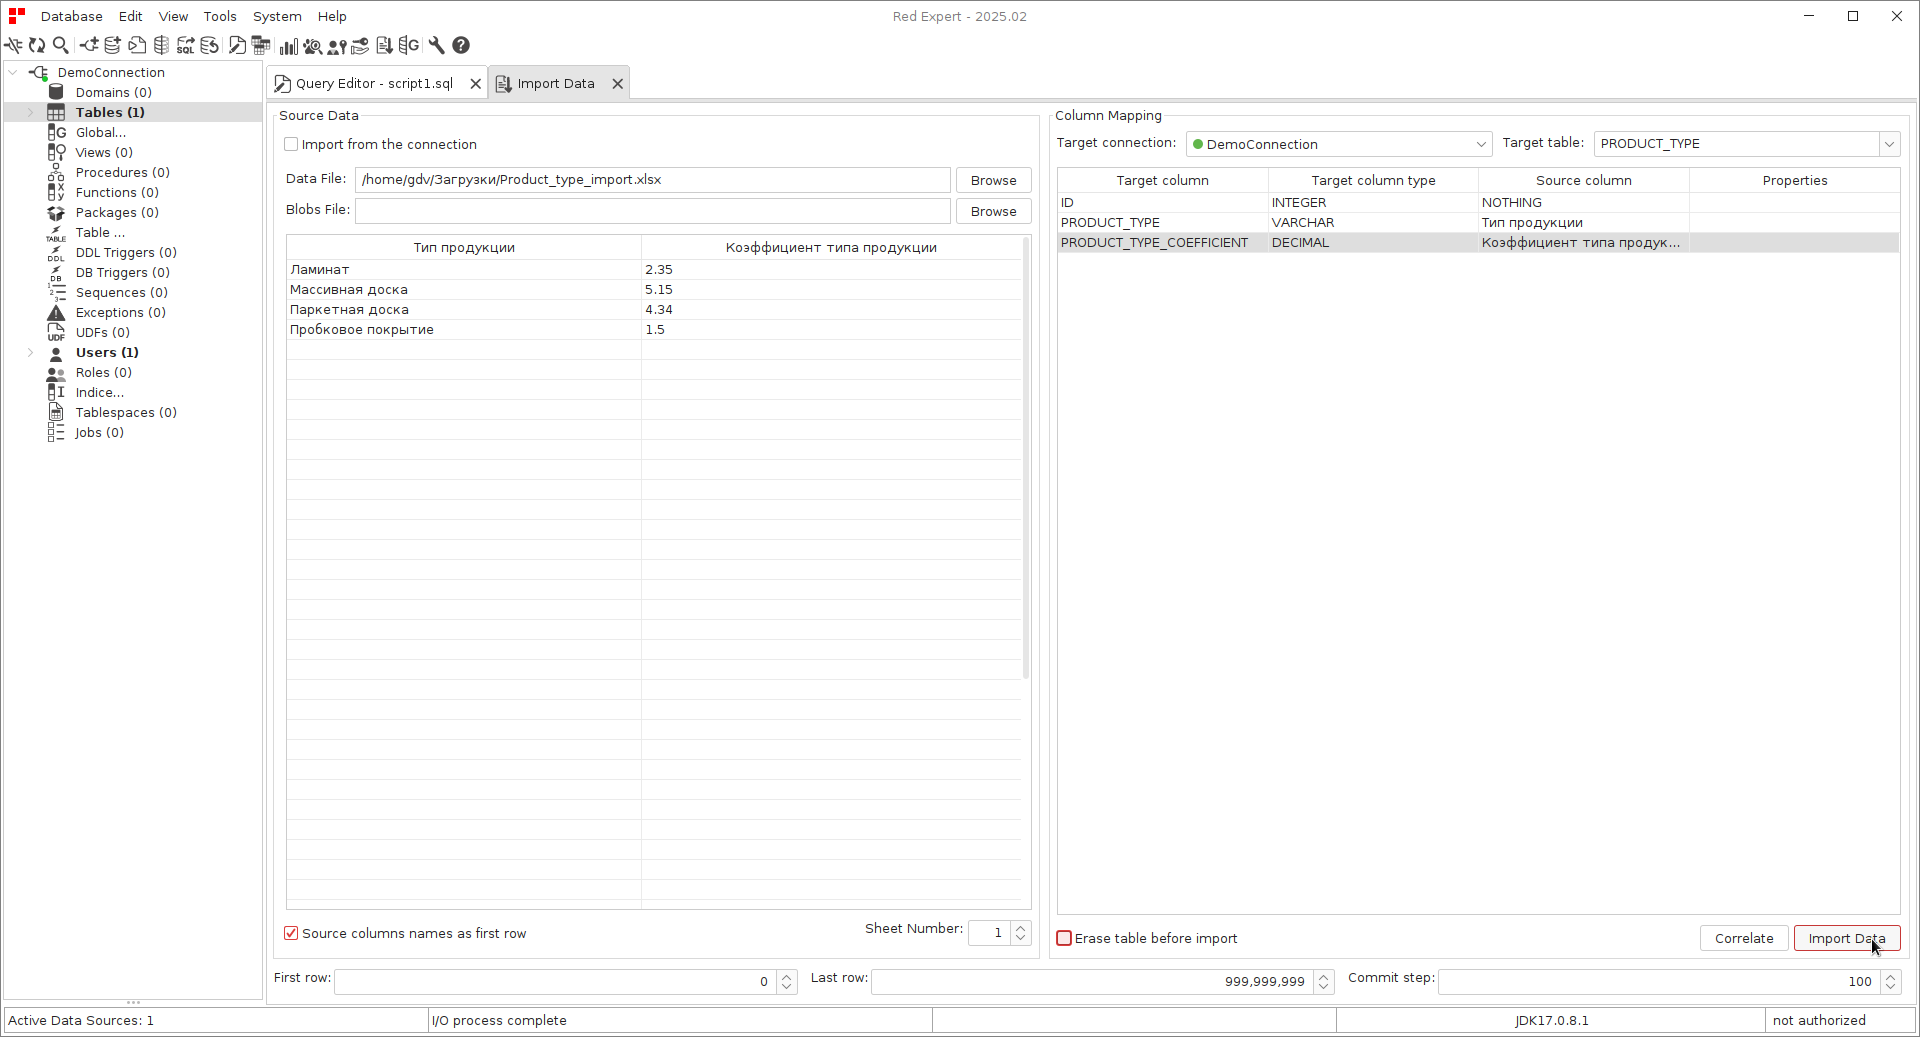 Database Edit View Tools System Help
Red Expert - 2025.02
DemoConnection
Domains (0)
Tables (1)
Global...
Views (0)
Procedures (0)
Functions (0)
Packages (0)
Table ...
DDL Triggers (0)
DB Triggers (0)
Sequences (0)
Exceptions (0)
UDFs (0)
Users (1)
Roles (0)
Indice...
Tablespaces (0)
Jobs (0)
Query Editor - script1.sql
Import Data
Source Data
Import from the connection
Data File: /home/gdv/Загрузки/Product_type_import.xlsx Browse
Blobs File: Browse
Тип продукции Коэффициент типа продукции
Ламинат 2.35
Массивная доска 5.15
Паркетная доска 4.34
Пробковое покрытие 1.5
Source columns names as first row
Sheet Number: 1
Column Mapping
Target connection: DemoConnection Target table: PRODUCT_TYPE
Target column Target column type Source column Properties
ID INTEGER NOTHING
PRODUCT_TYPE VARCHAR Тип продукции
PRODUCT_TYPE_COEFFICIENT DECIMAL Коэффициент типа продук...
Erase table before import
Correlate
Import Data
First row: 0 Last row: 999,999,999 Commit step: 100
Active Data Sources: 1 I/O process complete JDK17.0.8.1 not authorized